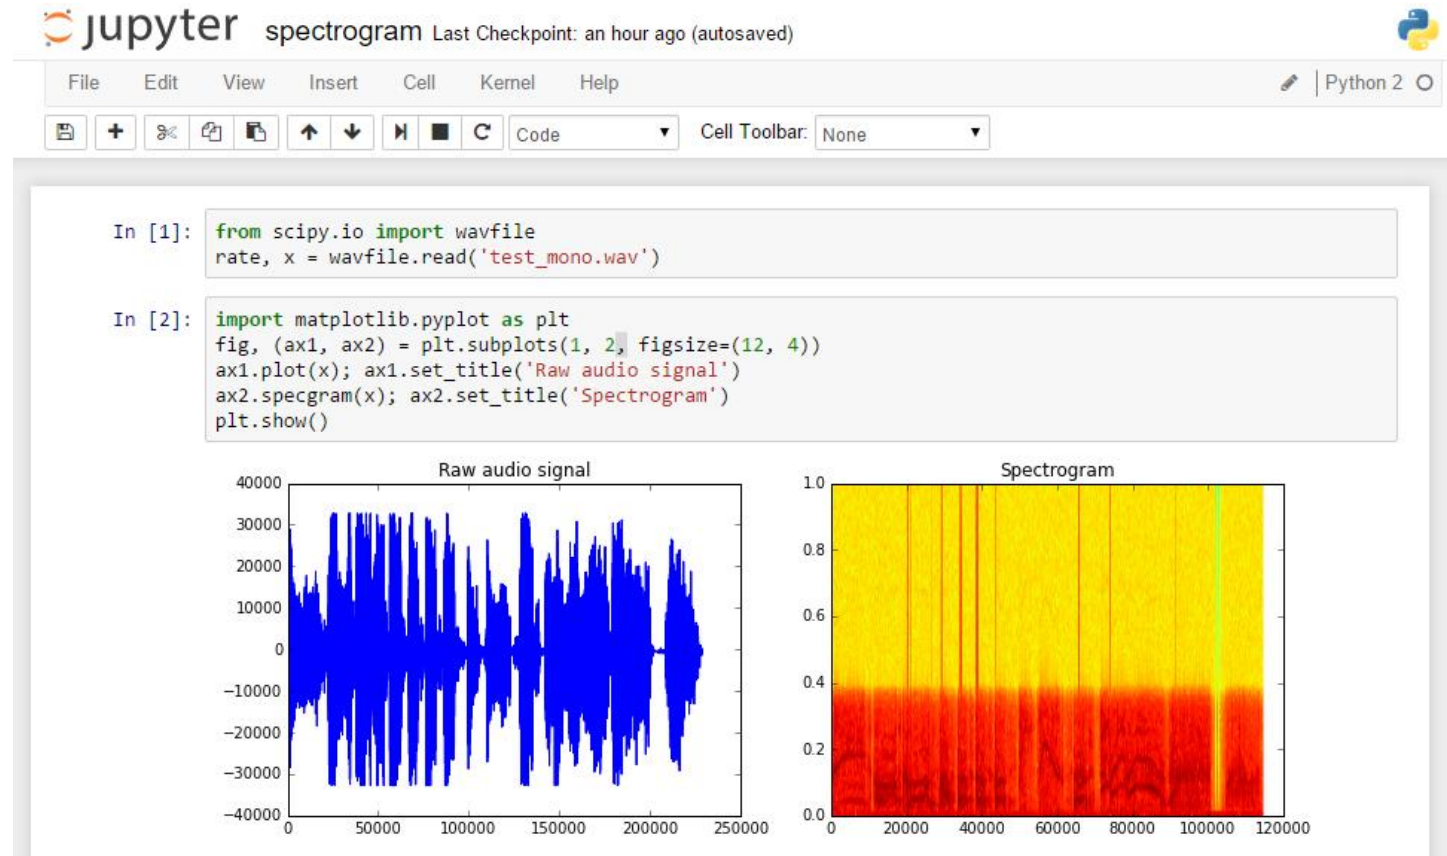 jupyter spectrogram Last Checkpoint: an hour ago (autosaved)
File Edit View Insert Cell Kernel Help Python 2
Code Cell Toolbar: None
In [1]: from scipy.io import wavfile
rate, x = wavfile.read('test_mono.wav')
In [2]: import matplotlib.pyplot as plt
fig, (ax1, ax2) = plt.subplots(1, 2, figsize=(12, 4))
ax1.plot(x); ax1.set_title('Raw audio signal')
ax2.specgram(x); ax2.set_title('Spectrogram')
plt.show()
Raw audio signal
40000
30000
20000
10000
0
−10000
−20000
−30000
−40000
0 50000 100000 150000 200000 250000
Spectrogram
1.0
0.8
0.6
0.4
0.2
0.0
0 20000 40000 60000 80000 100000 120000